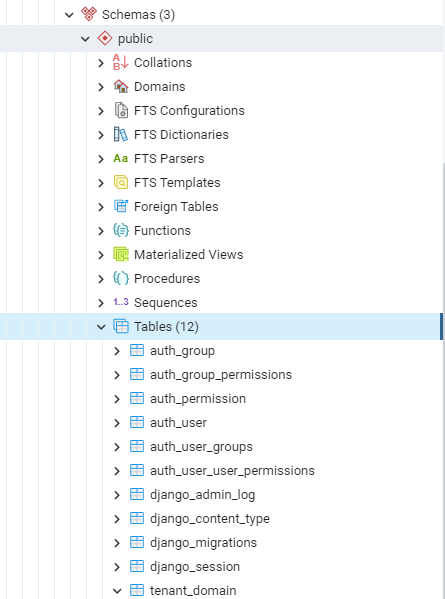 Schemas (3)
public
Collations
Domains
FTS Configurations
FTS Dictionaries
Aa FTS Parsers
FTS Templates
Foreign Tables
Functions
Materialized Views
Procedures
1..3 Sequences
Tables (12)
auth_group
auth_group_permissions
auth_permission
auth_user
auth_user_groups
auth_user_user_permissions
django_admin_log
django_content_type
django_migrations
django_session
tenant_domain